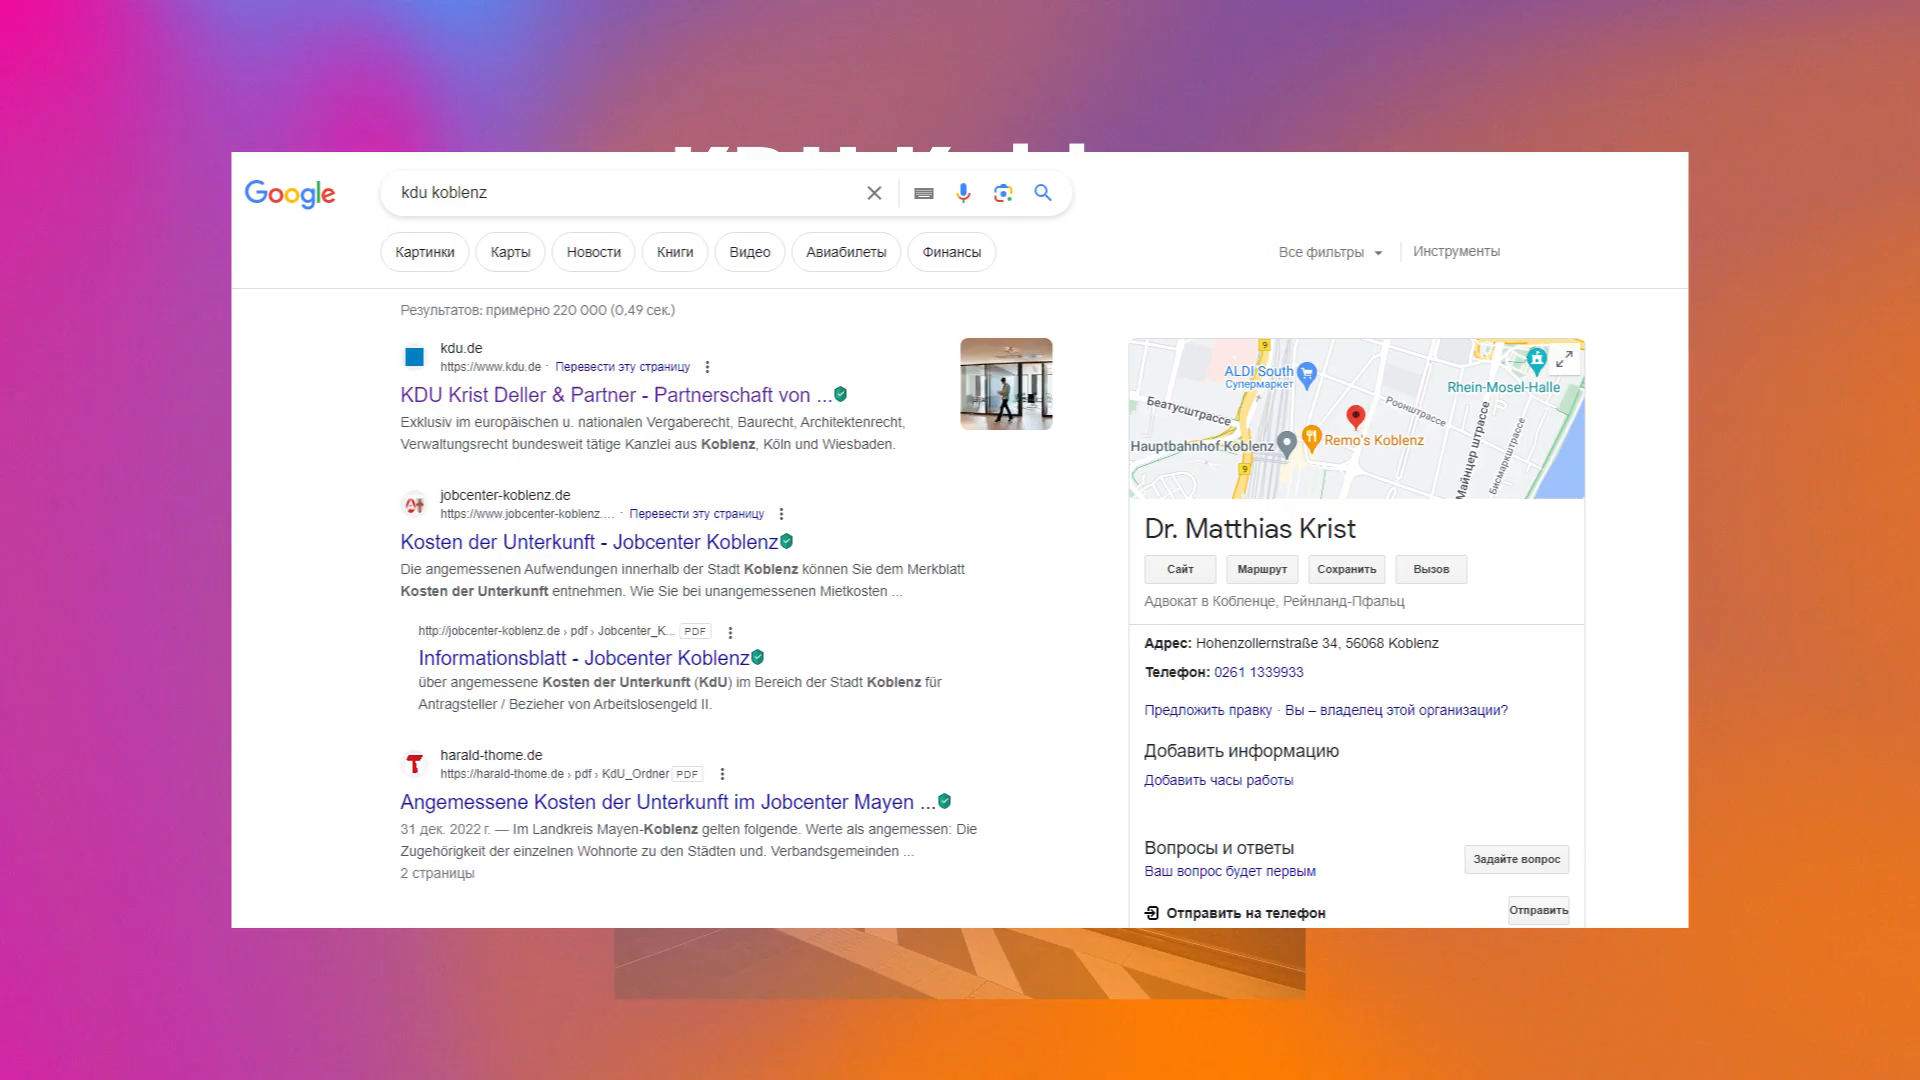 Google
kdu koblenz
Картинки
Карты
Новости
Книги
Видео
Авиабилеты
Финансы
Все фильтры
Инструменты
Результатов: примерно 220 000 (0,49 сек.)
kdu.de
https://www.kdu.de · Перевести эту страницу
KDU Krist Deller & Partner - Partnerschaft von ...
Exklusiv im europäischen u. nationalen Vergaberecht, Baurecht, Architektenrecht,
Verwaltungsrecht bundesweit tätige Kanzlei aus Koblenz, Köln und Wiesbaden.
jobcenter-koblenz.de
https://www.jobcenter-koblenz.... · Перевести эту страницу
Kosten der Unterkunft - Jobcenter Koblenz
Die angemessenen Aufwendungen innerhalb der Stadt Koblenz können Sie dem Merkblatt
Kosten der Unterkunft entnehmen. Wie Sie bei unangemessenen Mietkosten ...
http://jobcenter-koblenz.de › pdf › Jobcenter_K... PDF
Informationsblatt - Jobcenter Koblenz
über angemessene Kosten der Unterkunft (KdU) im Bereich der Stadt Koblenz für
Antragsteller / Bezieher von Arbeitslosengeld II.
harald-thome.de
https://harald-thome.de › pdf › KdU_Ordner PDF
Angemessene Kosten der Unterkunft im Jobcenter Mayen ...
31 дек. 2022 г. — Im Landkreis Mayen-Koblenz gelten folgende. Werte als angemessen: Die
Zugehörigkeit der einzelnen Wohnorte zu den Städten und. Verbandsgemeinden ...
2 страницы
9
ALDI South
Супермаркет
Rhein-Mosel-Halle
Беатусштрассе
Роонштрассе
Hauptbahnhof Koblenz
Remo's Koblenz
9
Майнцер штрассе
Бисмаркштрассе
Dr. Matthias Krist
Сайт
Маршрут
Сохранить
Вызов
Адвокат в Кобленце, Рейнланд-Пфальц
Адрес: Hohenzollernstraße 34, 56068 Koblenz
Телефон: 0261 1339933
Предложить правку · Вы – владелец этой организации?
Добавить информацию
Добавить часы работы
Вопросы и ответы
Ваш вопрос будет первым
Задайте вопрос
Отправить на телефон
Отправить